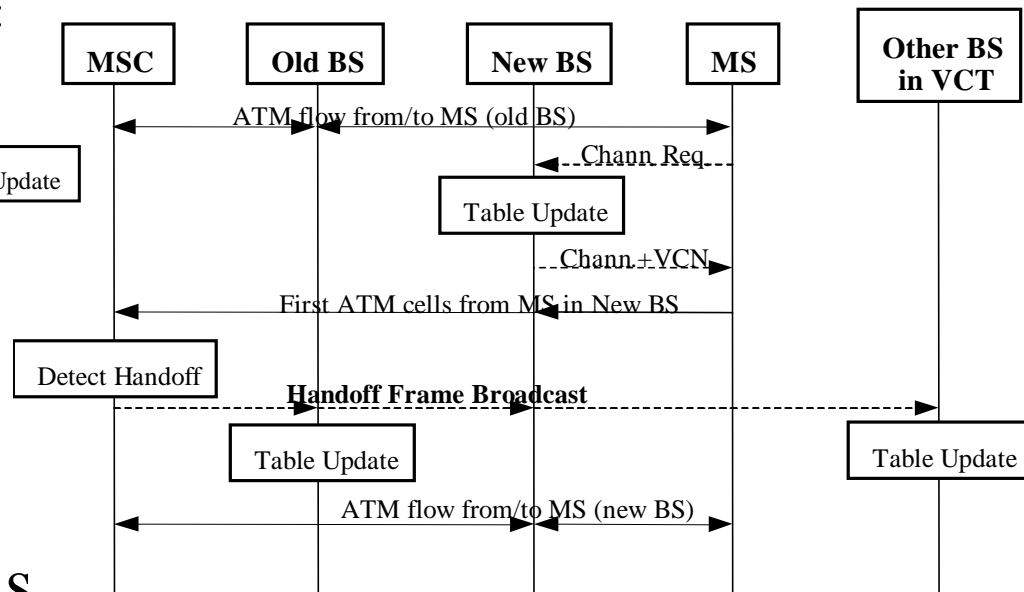 :
MSC
Old BS
New BS
MS
Other BS
in VCT
ATM flow from/to MS (old BS)
Chann Req.
Update
Table Update
Chann.+VCN
First ATM cells from MS in New BS
Detect Handoff
Handoff Frame Broadcast
Table Update
Table Update
ATM flow from/to MS (new BS)
S